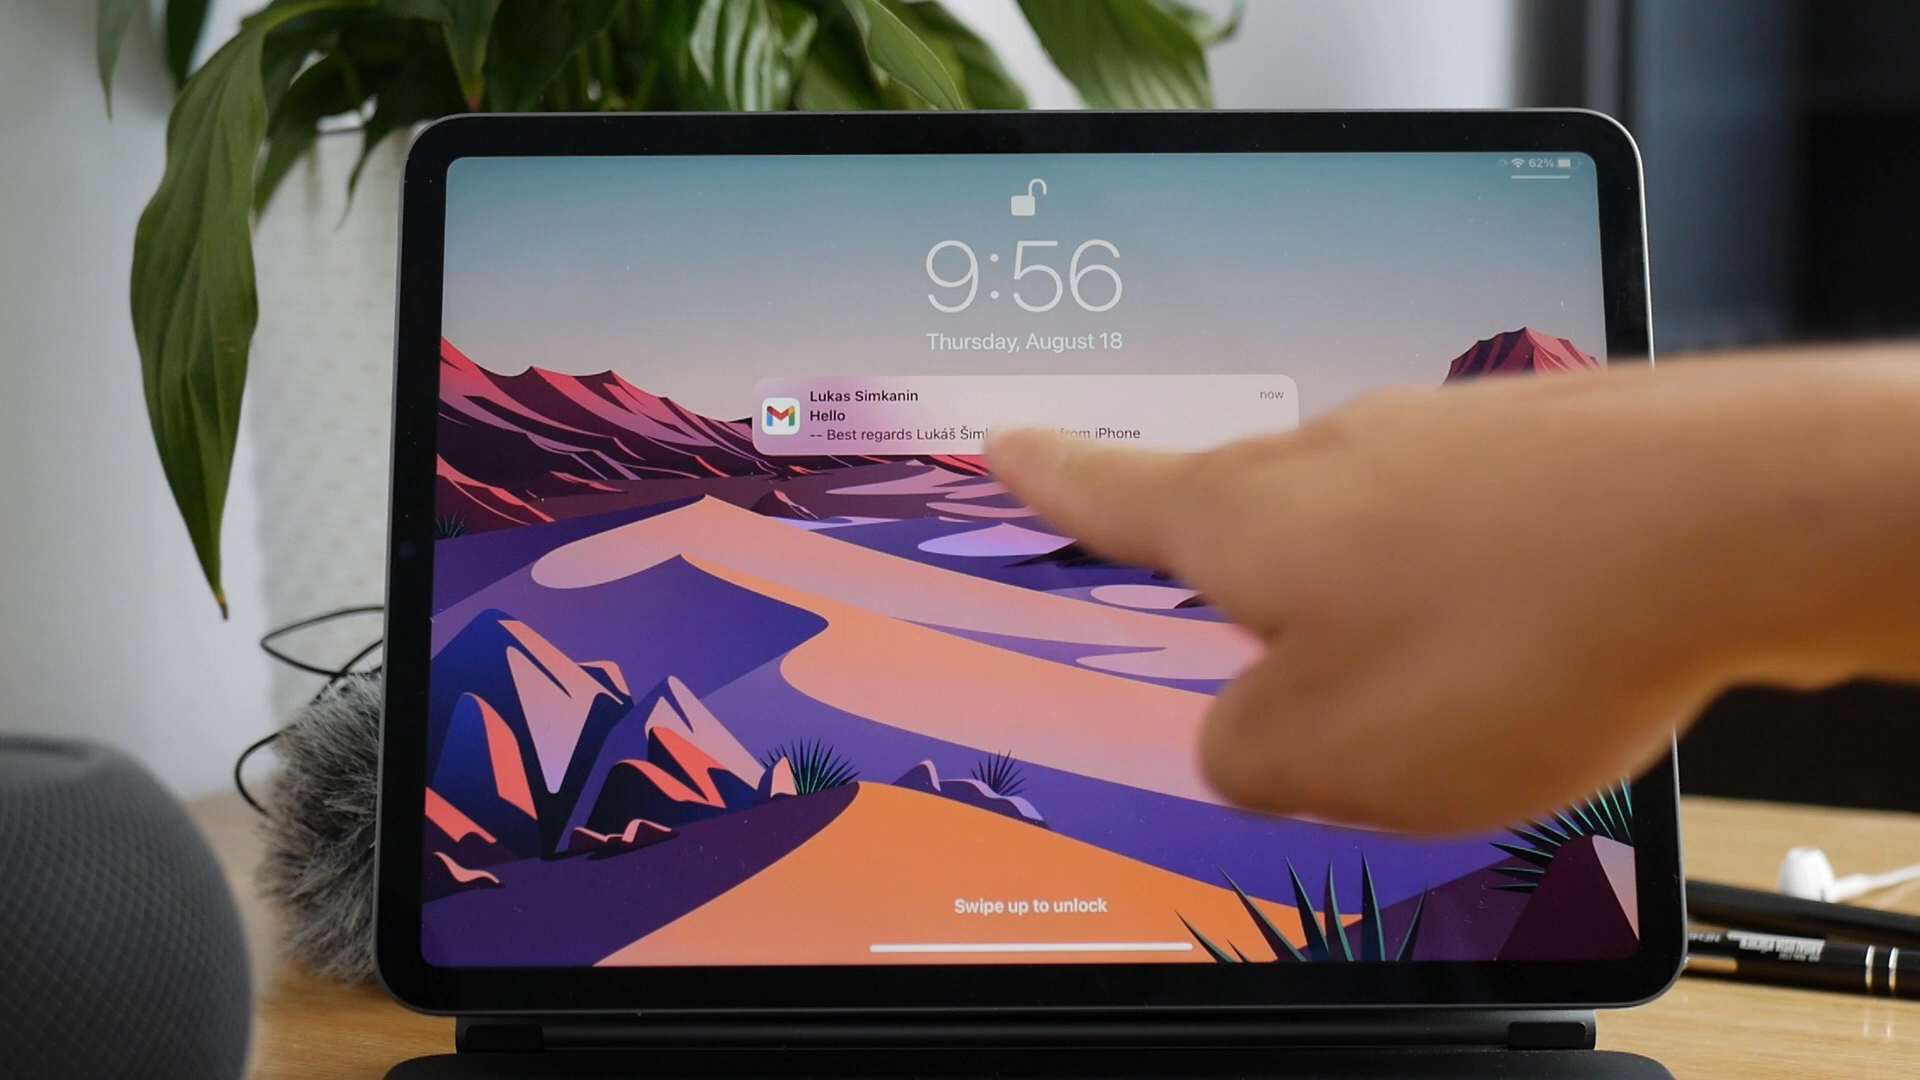 62%
9:56
Thursday, August 18
Lukas Simkanin now
Hello
-- Best regards Lukáš from iPhone
Swipe up to unlock